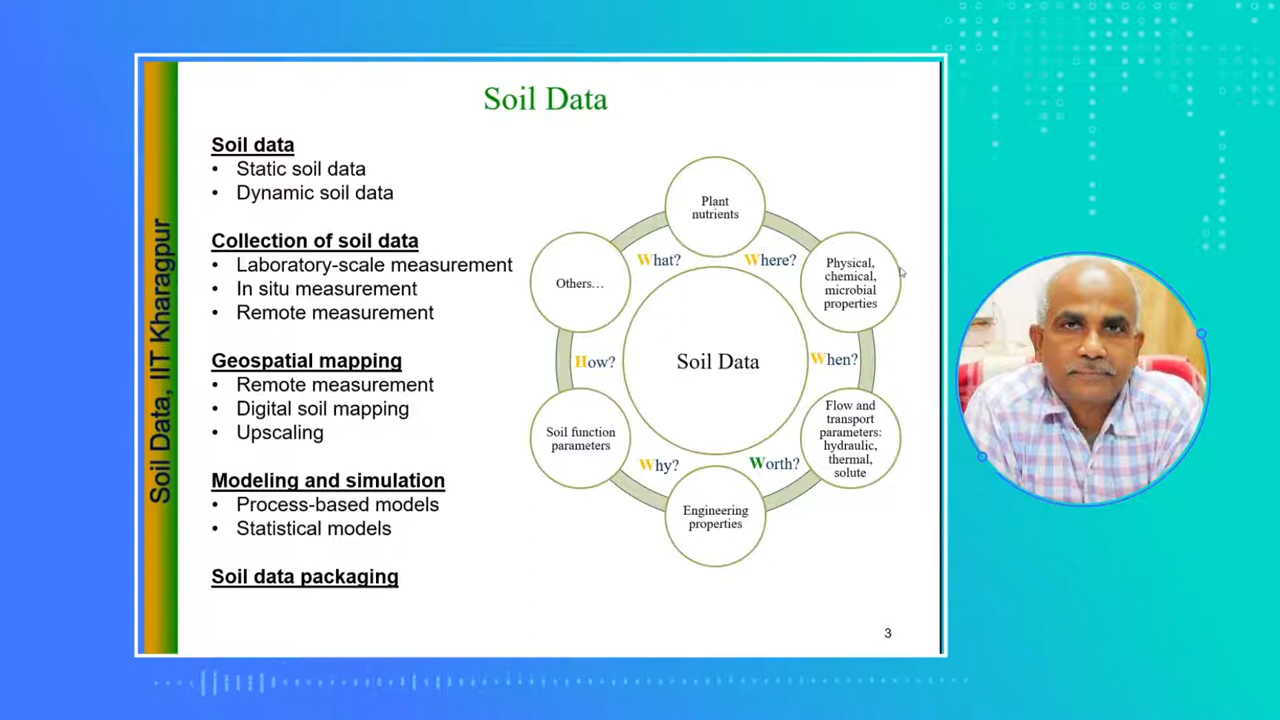 Soil Data
Soil data
• Static soil data
• Dynamic soil data
Collection of soil data
• Laboratory-scale measurement
• In situ measurement
• Remote measurement
Geospatial mapping
• Remote measurement
• Digital soil mapping
• Upscaling
Modeling and simulation
• Process-based models
• Statistical models
Soil data packaging
Soil Data, IIT Kharagpur
Plant
nutrients
What?
Where?
Others...
Physical,
chemical,
microbial
properties
How?
Soil Data
When?
Soil function
parameters
Flow and
transport
parameters:
hydraulic,
thermal,
solute
Why?
Worth?
Engineering
properties
3